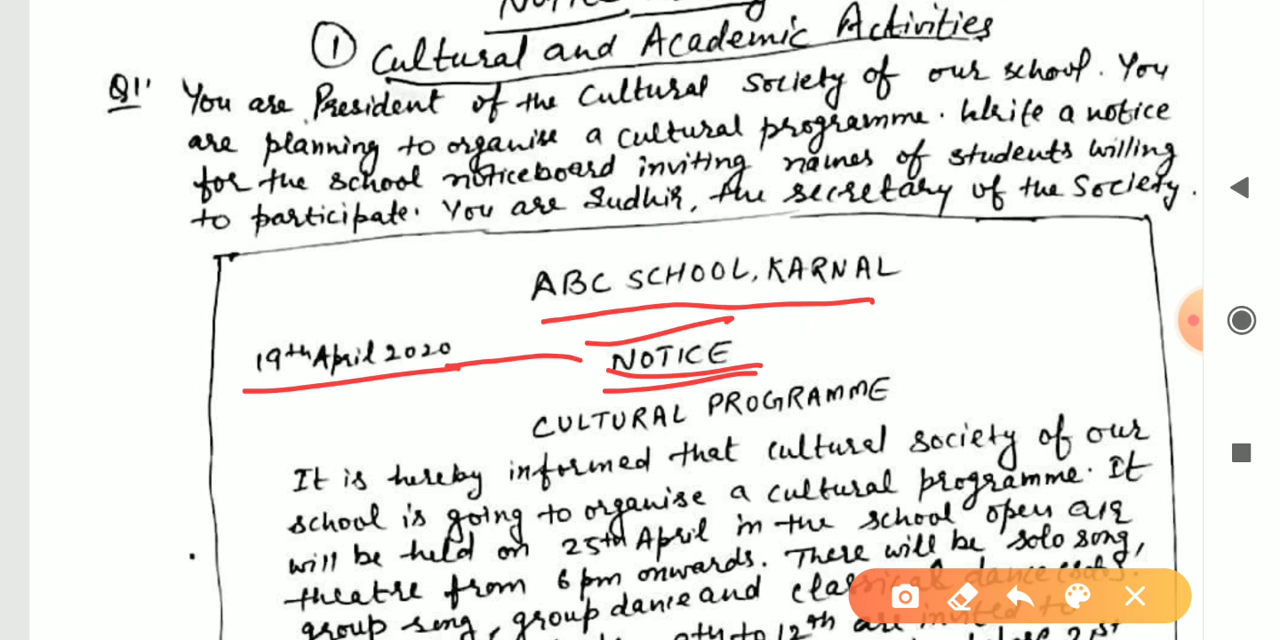 ① Cultural and Academic Activities
Q1' You are President of the Cultural Society of our school. You
are planning to organise a cultural programme. Write a notice
for the school noticeboard inviting names of students willing
to participate. You are Sudhir, the secretary of the Society.
ABC SCHOOL, KARNAL
19th April 2020
NOTICE
CULTURAL PROGRAMME
It is hereby informed that cultural society of our
school is going to organise a cultural programme. It
will be held on 25th April in the school open air
theatre from 6 pm onwards. There will be solo song,
group song, group dance and
to 12th are invited to